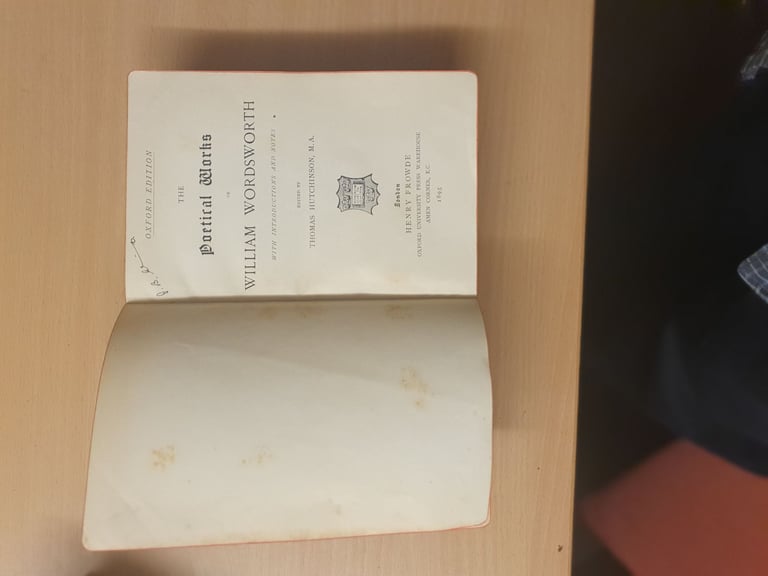 OXFORD EDITION
THE
Poetical Works
OF
WILLIAM WORDSWORTH
WITH INTRODUCTIONS AND NOTES
EDITED BY
THOMAS HUTCHINSON, M.A.
London
HENRY FROWDE
OXFORD UNIVERSITY PRESS WAREHOUSE
AMEN CORNER, E.C.
1895